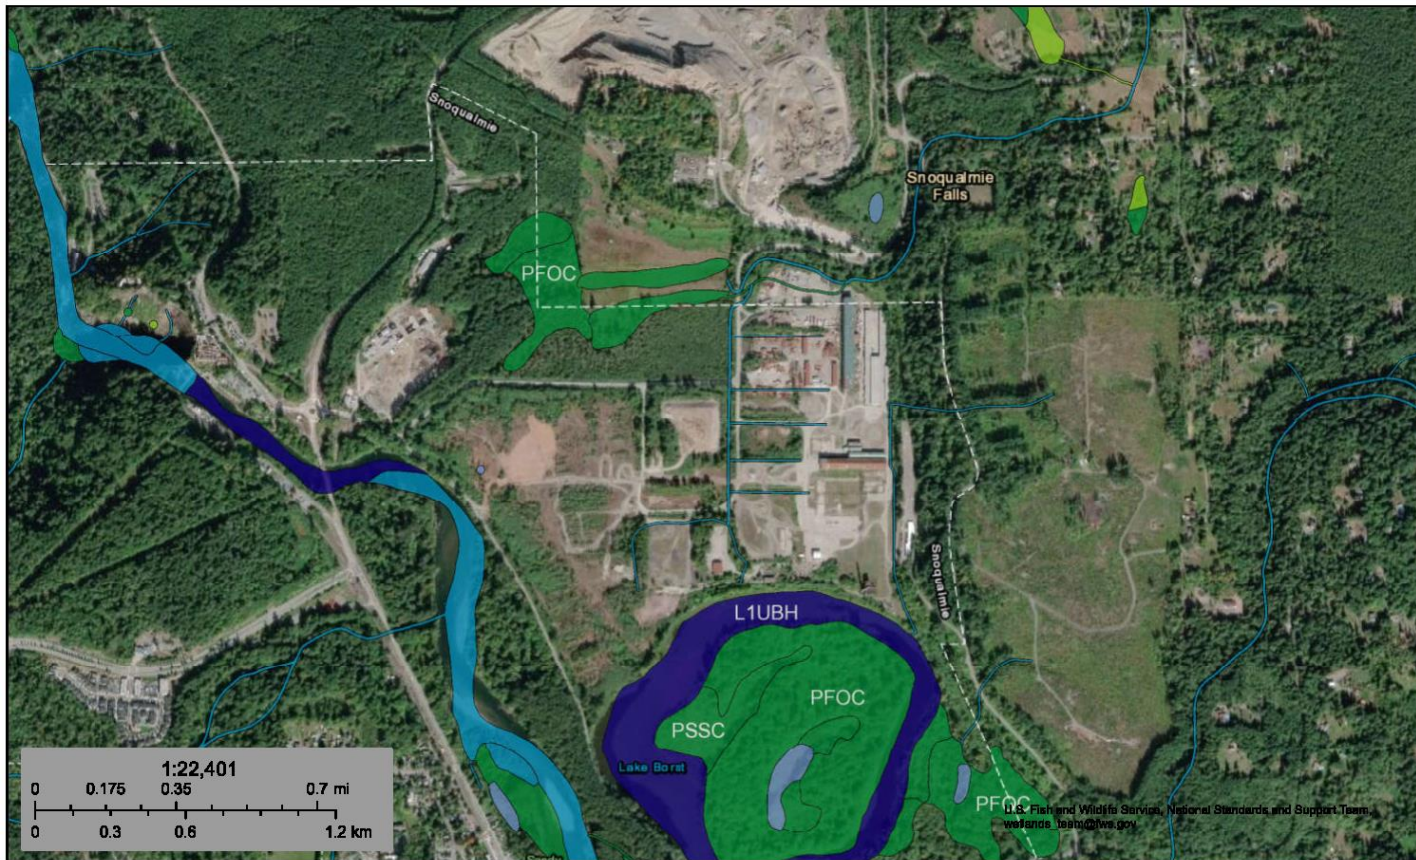 Snoqualmie
Snoqualmie
Falls
PFOC
L1UBH
PFOC
PSSC
Lake Borst
Snoqualmie
PFOC
1:22,401
0 0.175 0.35 0.7 mi
0 0.3 0.6 1.2 km
U.S. Fish and Wildlife Service, National Standards and Support Team,
wetlands_team@fws.gov